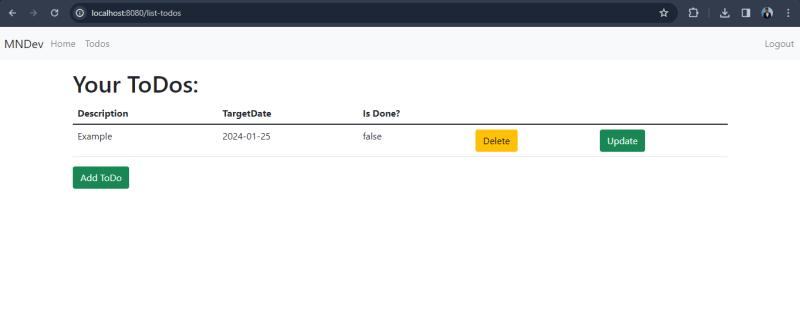 localhost:8080/list-todos
MNDev Home Todos Logout
Your ToDos:
Description TargetDate Is Done?
Example 2024-01-25 false Delete Update
Add ToDo